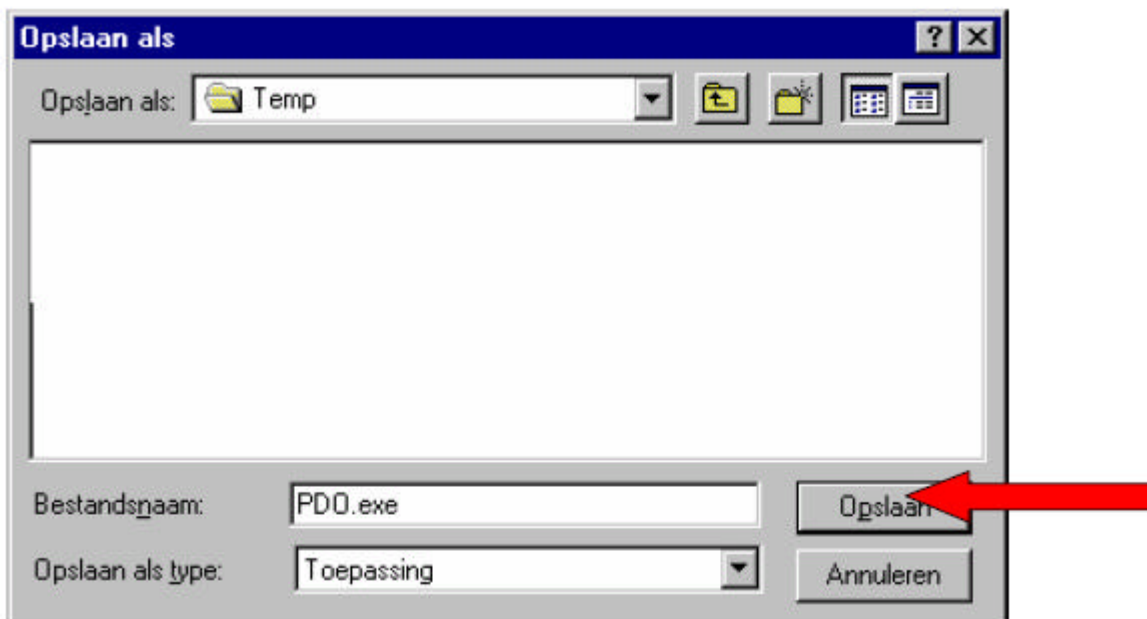 Opslaan als
Opslaan als: Temp
Bestandsnaam: PDO.exe Opslaan
Opslaan als type: Toepassing Annuleren